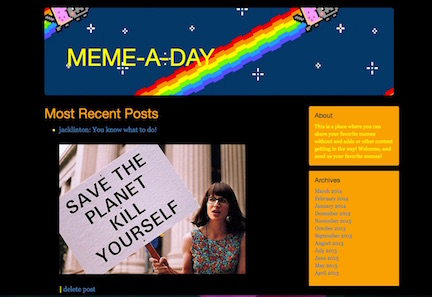 MEME-A-DAY
Most Recent Posts
jacklinton: You know what to do!
SAVE THE
PLANET
KILL
YOURSELF
delete post
About
This is a place where you can
share your favorite memes
without and adds or other content
getting in the way! Welcome, and
send us your favorite memes!
Archives
March 2014
February 2014
January 2014
December 2013
November 2013
October 2013
September 2013
August 2013
July 2013
June 2013
May 2013
April 2013